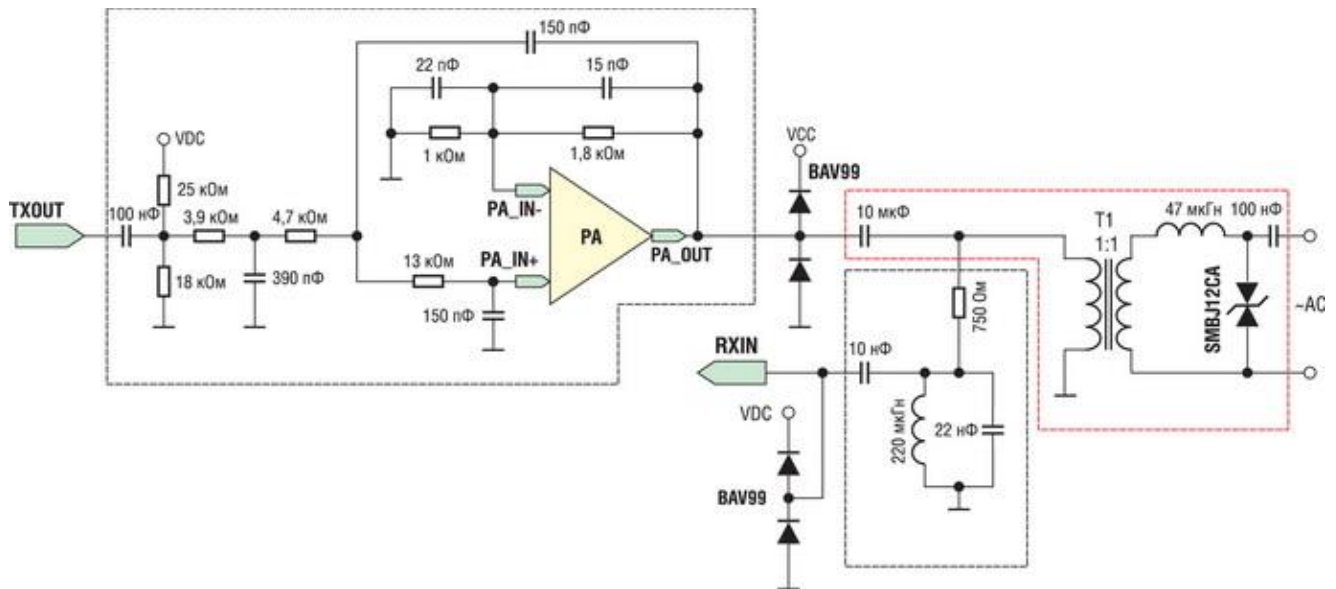 150 пФ
22 пФ
15 пФ
VDC
1 кОм
1,8 кОм
VCC
BAV99
25 кОм
TXOUT
100 нФ
3,9 кОм
4,7 кОм
PA_IN-
PA
10 мкФ
T1
1:1
47 мкГн
100 нФ
PA_IN+
PA_OUT
13 кОм
18 кОм
390 пФ
150 пФ
750 Ом
SMBJ12CA
~AC
RXIN
10 нФ
VDC
220 мкГн
22 нФ
BAV99